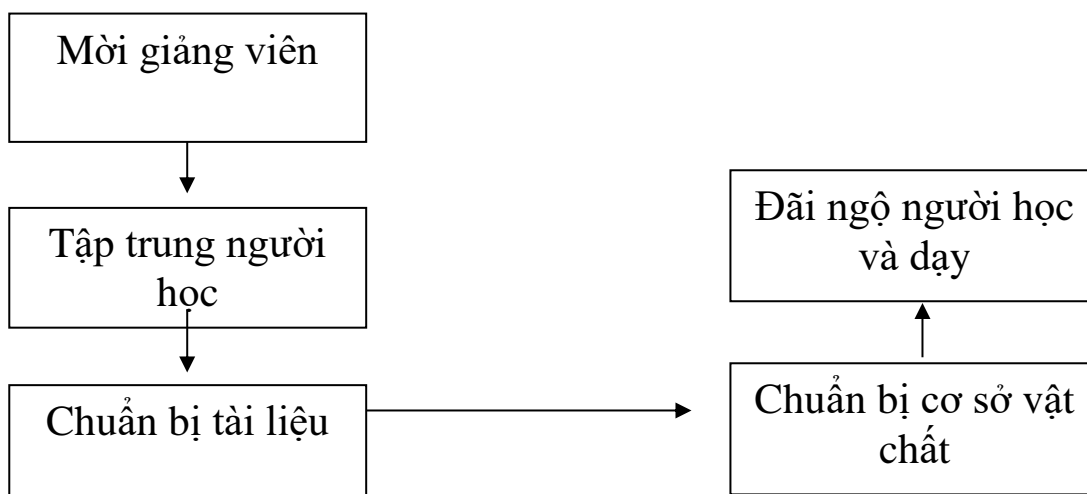 Mời giảng viên
Tập trung người
học
Chuẩn bị tài liệu
Chuẩn bị cơ sở vật
chất
Đãi ngộ người học
và dạy